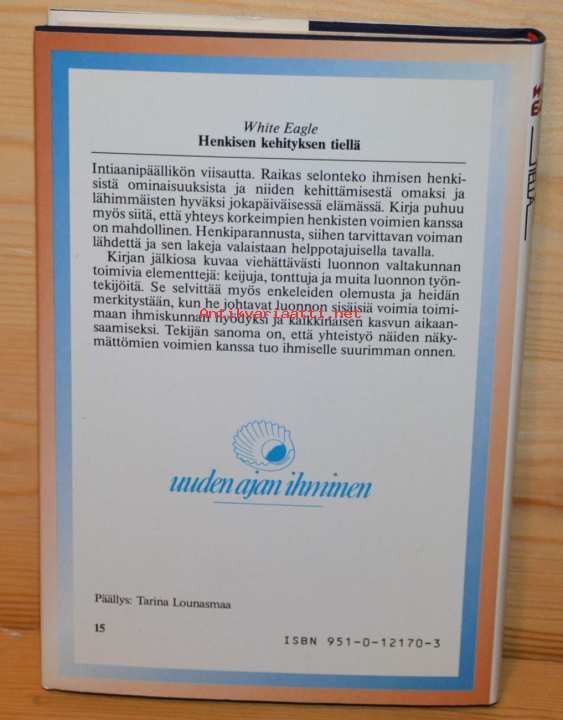 White Eagle
Henkisen kehityksen tiellä
Intiaanipäällikön viisautta. Raikas selonteko ihmisen henki-
sistä ominaisuuksista ja niiden kehittämisestä omaksi ja
lähimmäisten hyväksi jokapäiväisessä elämässä. Kirja puhuu
myös siitä, että yhteys korkeimpien henkisten voimien kanssa
on mahdollinen. Henkiparannusta, siihen tarvittavan voiman
lähdettä ja sen lakeja valaistaan helppotajuisella tavalla.
Kirjan jälkiosa kuvaa viehättävästi luonnon valtakunnan
toimivia elementtejä: keijuja, tonttuja ja muita luonnon työn-
tekijöitä. Se selvittää myös enkeleiden olemusta ja heidän
merkitystään, kun he johtavat luonnon sisäisiä voimia toimi-
maan ihmiskunnan hyödyksi ja kaikkinaisen kasvun aikaan-
saamiseksi. Tekijän sanoma on, että yhteistyö näiden näky-
mättömien voimien kanssa tuo ihmiselle suurimman onnen.
Antikvariaatti.net
uuden ajan ihminen
Päällys: Tarina Lounasmaa
15
ISBN 951-0-12170-3